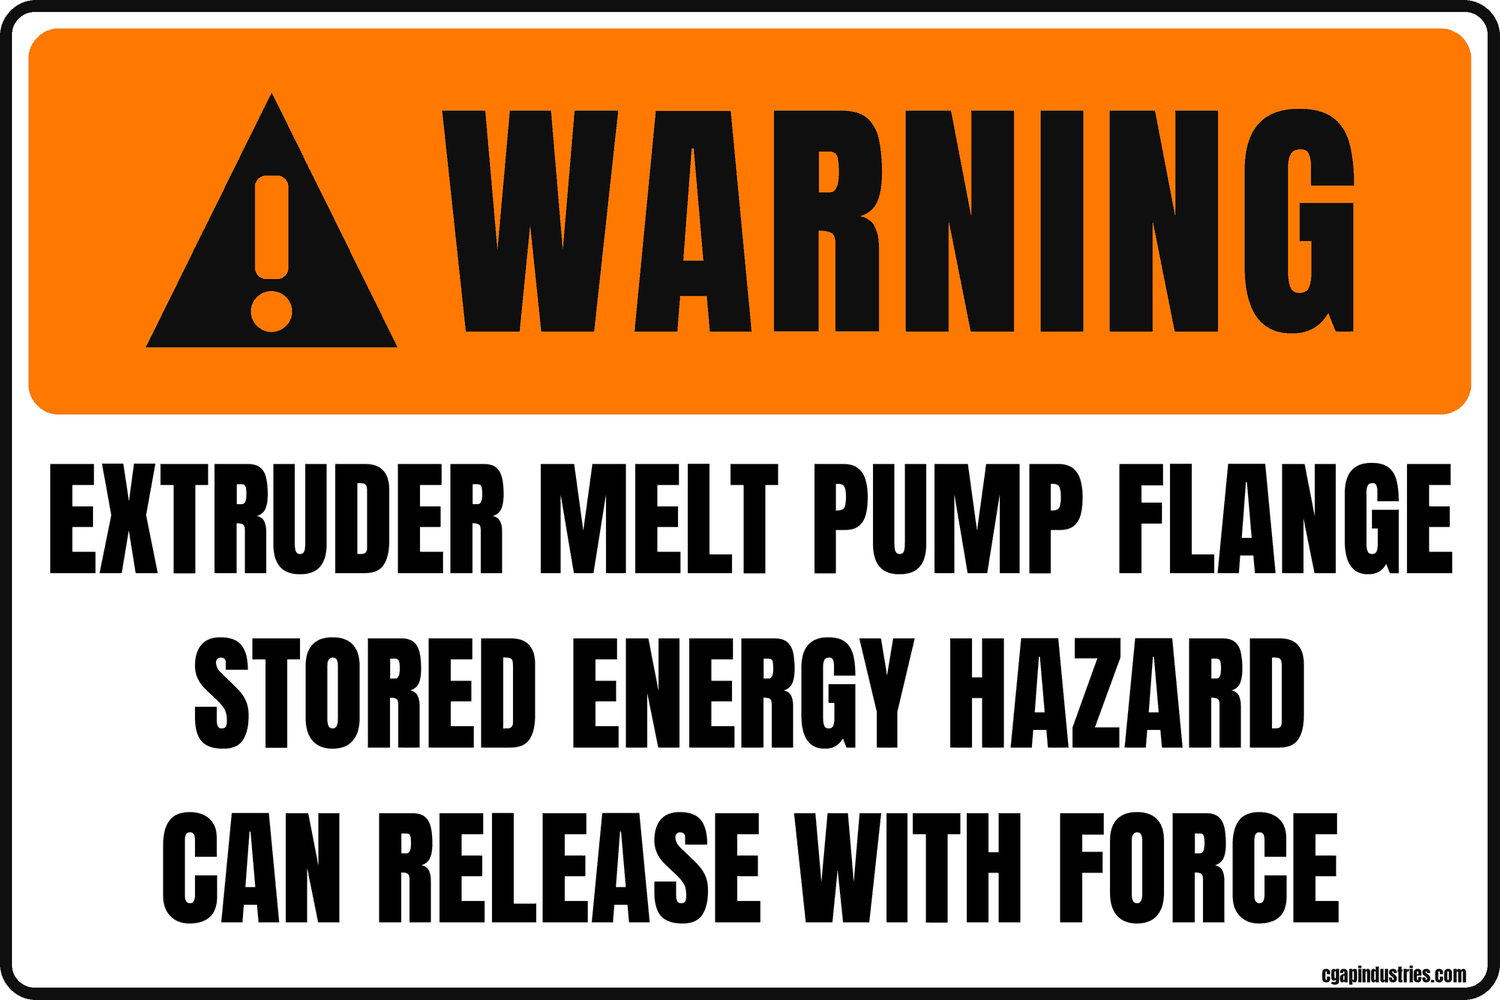 WARNING
EXTRUDER MELT PUMP FLANGE
STORED ENERGY HAZARD
CAN RELEASE WITH FORCE
cgapindustries.com